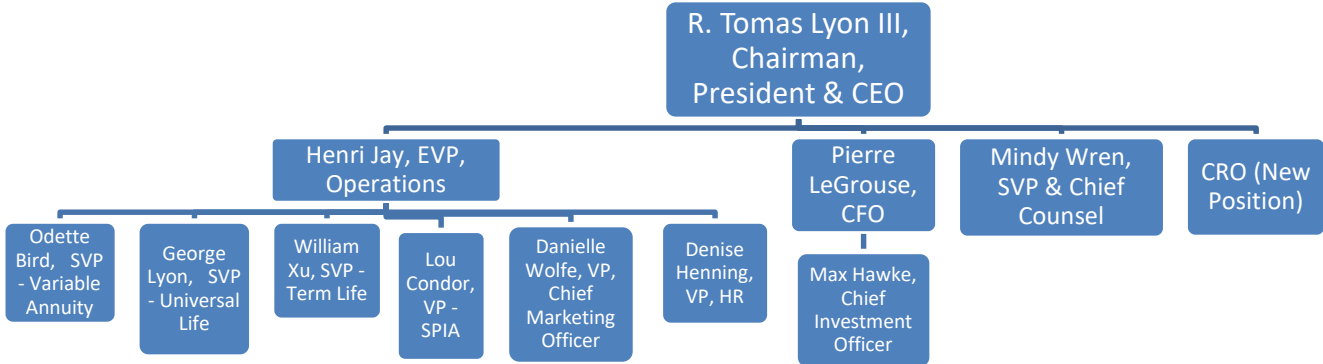 R. Tomas Lyon III,
Chairman,
President & CEO
Henri Jay, EVP,
Operations
Pierre
LeGrouse,
CFO
Mindy Wren,
SVP & Chief
Counsel
CRO (New
Position)
Odette
Bird, SVP
- Variable
Annuity
George
Lyon, SVP
- Universal
Life
William
Xu, SVP -
Term Life
Lou
Condor,
VP -
SPIA
Danielle
Wolfe, VP,
Chief
Marketing
Officer
Denise
Henning,
VP, HR
Max Hawke,
Chief
Investment
Officer